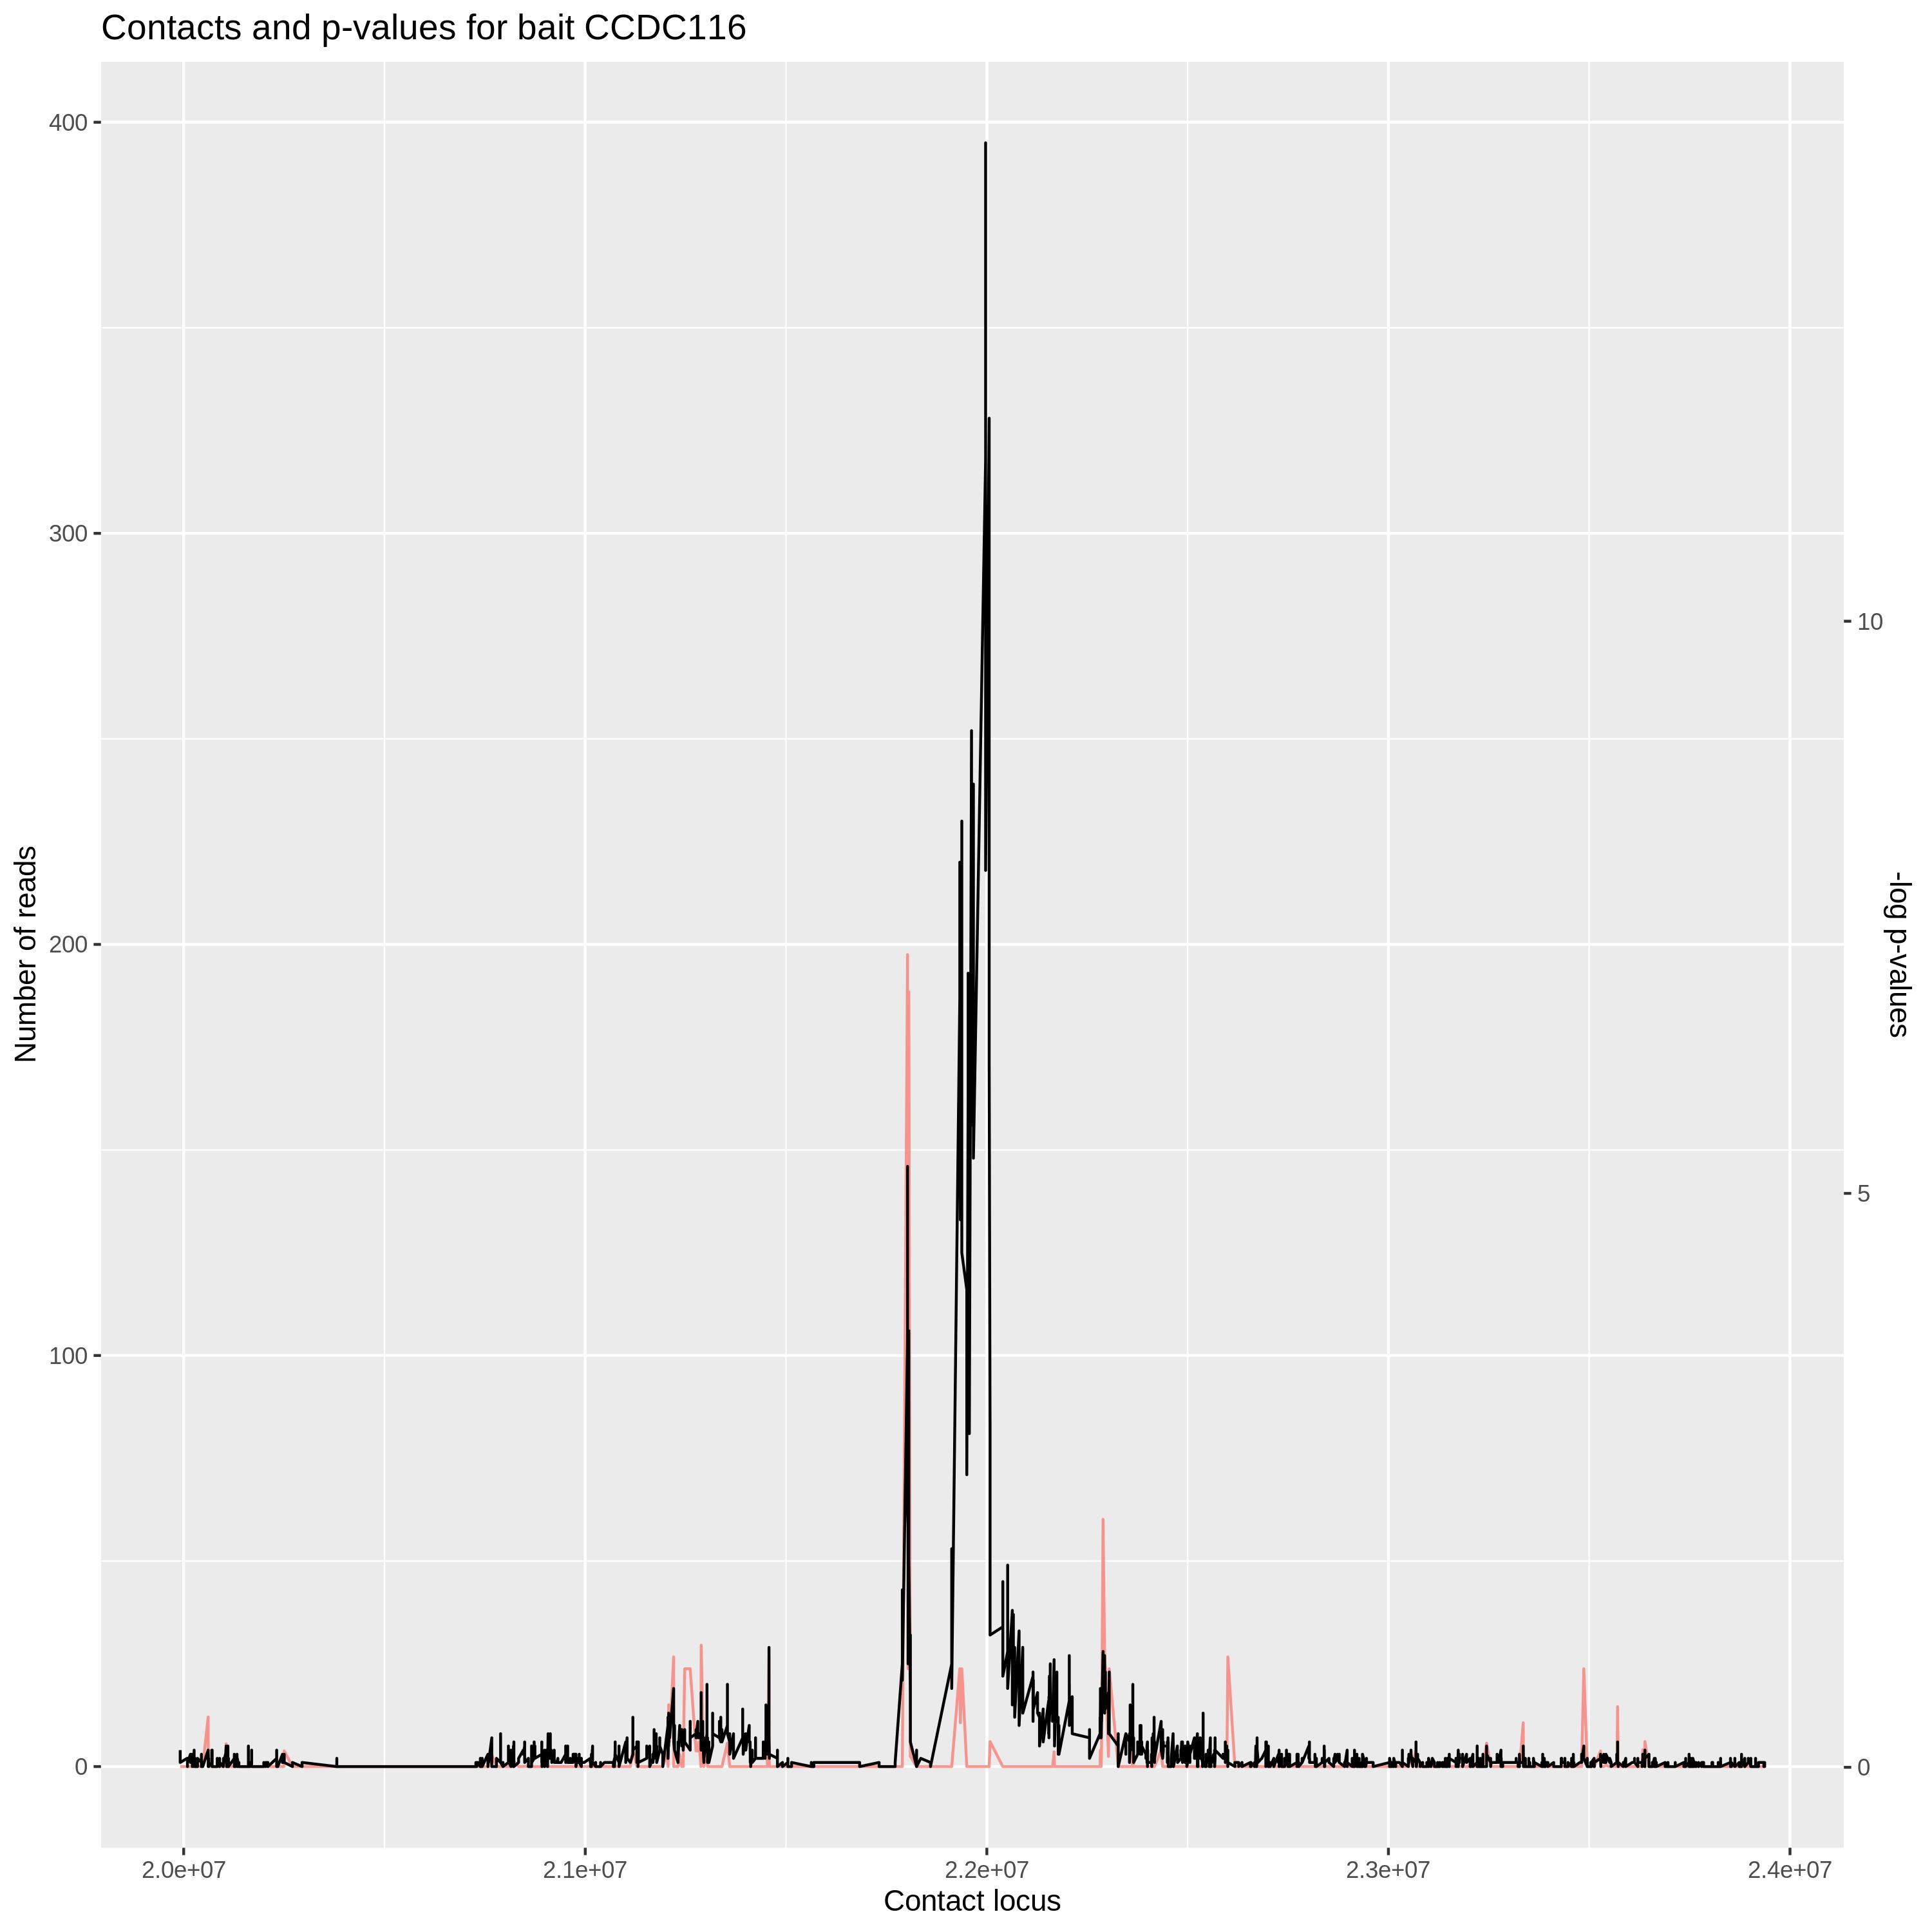 Contacts and p-values for bait CCDC116
400
300
200
100
0
Number of reads
10
5
0
-log p-values
2.0e+07 2.1e+07 2.2e+07 2.3e+07 2.4e+07
Contact locus